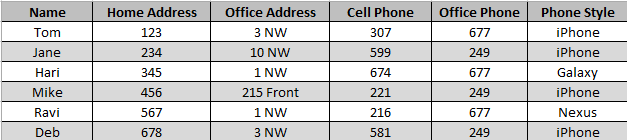 Name Home Address Office Address Cell Phone Office Phone Phone Style
Tom 123 3 NW 307 677 iPhone
Jane 234 10 NW 599 249 iPhone
Hari 345 1 NW 674 677 Galaxy
Mike 456 215 Front 221 249 iPhone
Ravi 567 1 NW 216 677 Nexus
Deb 678 3 NW 581 249 iPhone